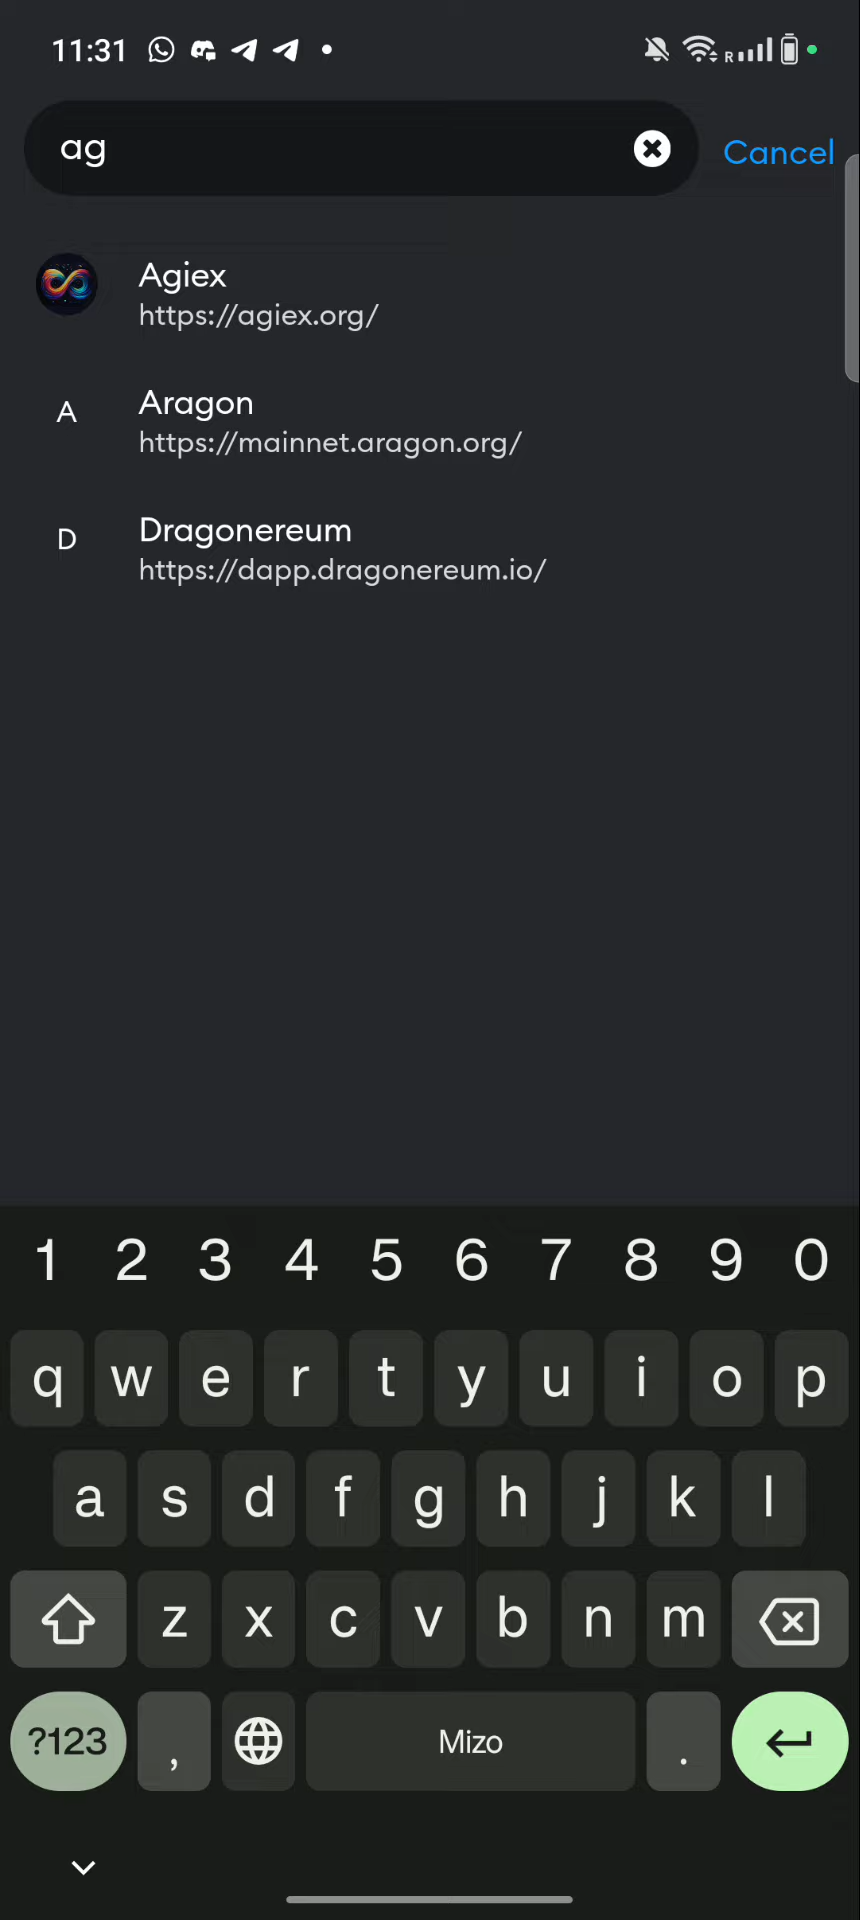 11:31
R
ag
Cancel
Agiex
https://agiex.org/
A
Aragon
https://mainnet.aragon.org/
D
Dragonereum
https://dapp.dragonereum.io/
1 2 3 4 5 6 7 8 9 0
q w e r t y u i o p
a s d f g h j k l
z x c v b n m
?123 , Mizo .